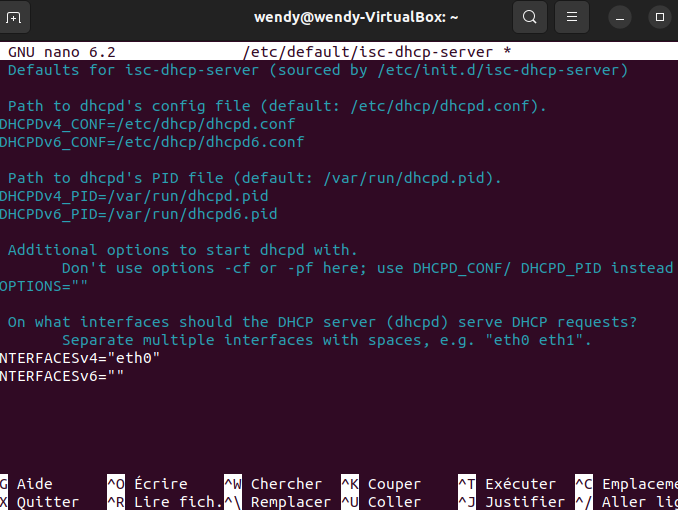 wendy@wendy-VirtualBox: ~
GNU nano 6.2 /etc/default/isc-dhcp-server *
Defaults for isc-dhcp-server (sourced by /etc/init.d/isc-dhcp-server)
Path to dhcpd's config file (default: /etc/dhcp/dhcpd.conf).
DHCPDv4_CONF=/etc/dhcp/dhcpd.conf
DHCPDv6_CONF=/etc/dhcp/dhcpd6.conf
Path to dhcpd's PID file (default: /var/run/dhcpd.pid).
DHCPDv4_PID=/var/run/dhcpd.pid
DHCPDv6_PID=/var/run/dhcpd6.pid
Additional options to start dhcpd with.
Don't use options -cf or -pf here; use DHCPD_CONF/ DHCPD_PID instead
OPTIONS=""
On what interfaces should the DHCP server (dhcpd) serve DHCP requests?
Separate multiple interfaces with spaces, e.g. "eth0 eth1".
NTERFACESv4="eth0"
NTERFACESv6=""
G Aide ^O Écrire ^W Chercher ^K Couper ^T Exécuter ^C Emplaceme
X Quitter ^R Lire fich. ^\ Remplacer ^U Coller ^J Justifier ^/ Aller lig